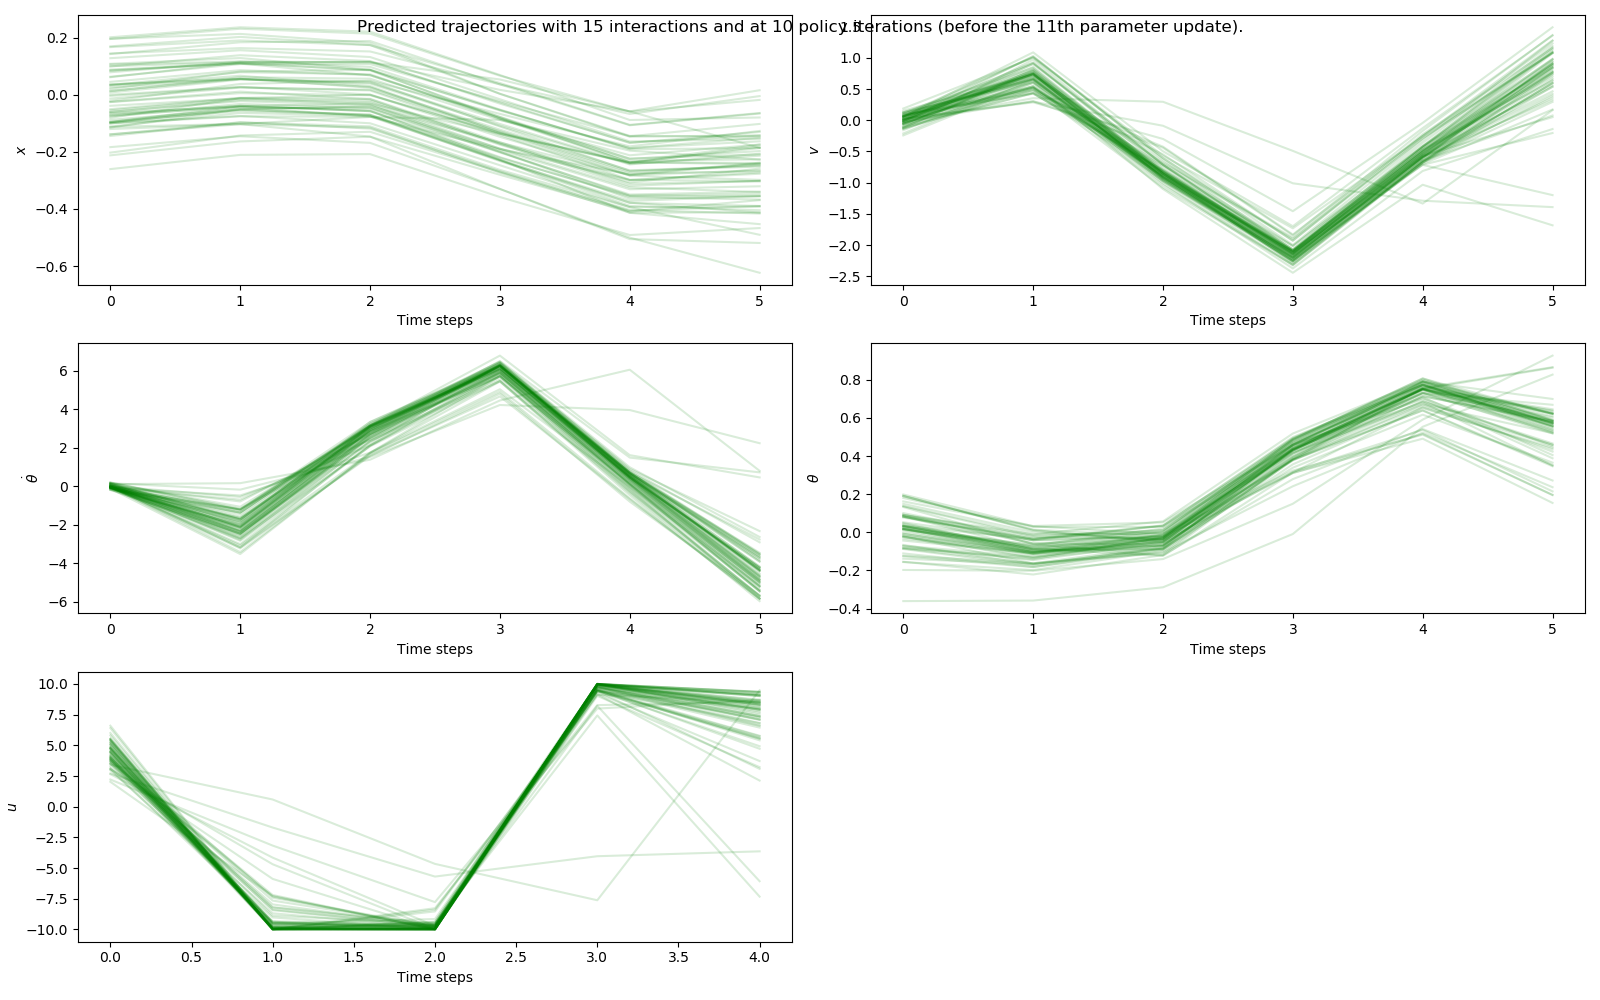 Predicted trajectories with 15 interactions and at 10 policy iterations (before the 11th parameter update).
0.2
0.0
−0.2
−0.4
−0.6
x
0 1 2 3 4 5
Time steps
1.5
1.0
0.5
0.0
−0.5
−1.0
−1.5
−2.0
−2.5
v
0 1 2 3 4 5
Time steps
6
4
2
0
−2
−4
−6
θ̇
0 1 2 3 4 5
Time steps
0.8
0.6
0.4
0.2
0.0
−0.2
−0.4
θ
0 1 2 3 4 5
Time steps
10.0
7.5
5.0
2.5
0.0
−2.5
−5.0
−7.5
−10.0
u
0.0 0.5 1.0 1.5 2.0 2.5 3.0 3.5 4.0
Time steps